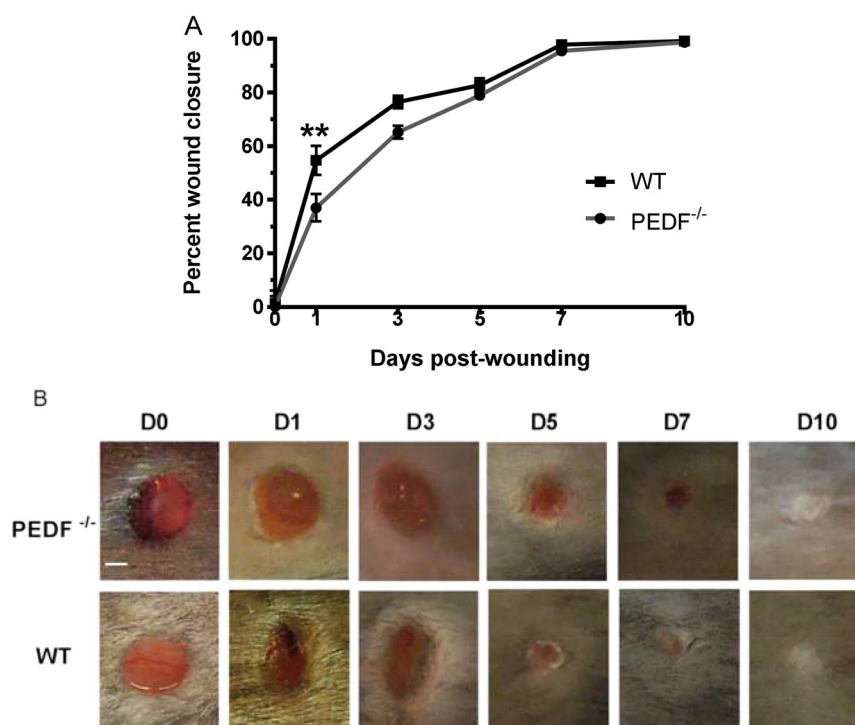 A
Percent wound closure
100
80
60
40
20
0
**
WT
PEDF-/-
0 1 3 5 7 10
Days post-wounding
B
D0 D1 D3 D5 D7 D10
PEDF -/-
WT